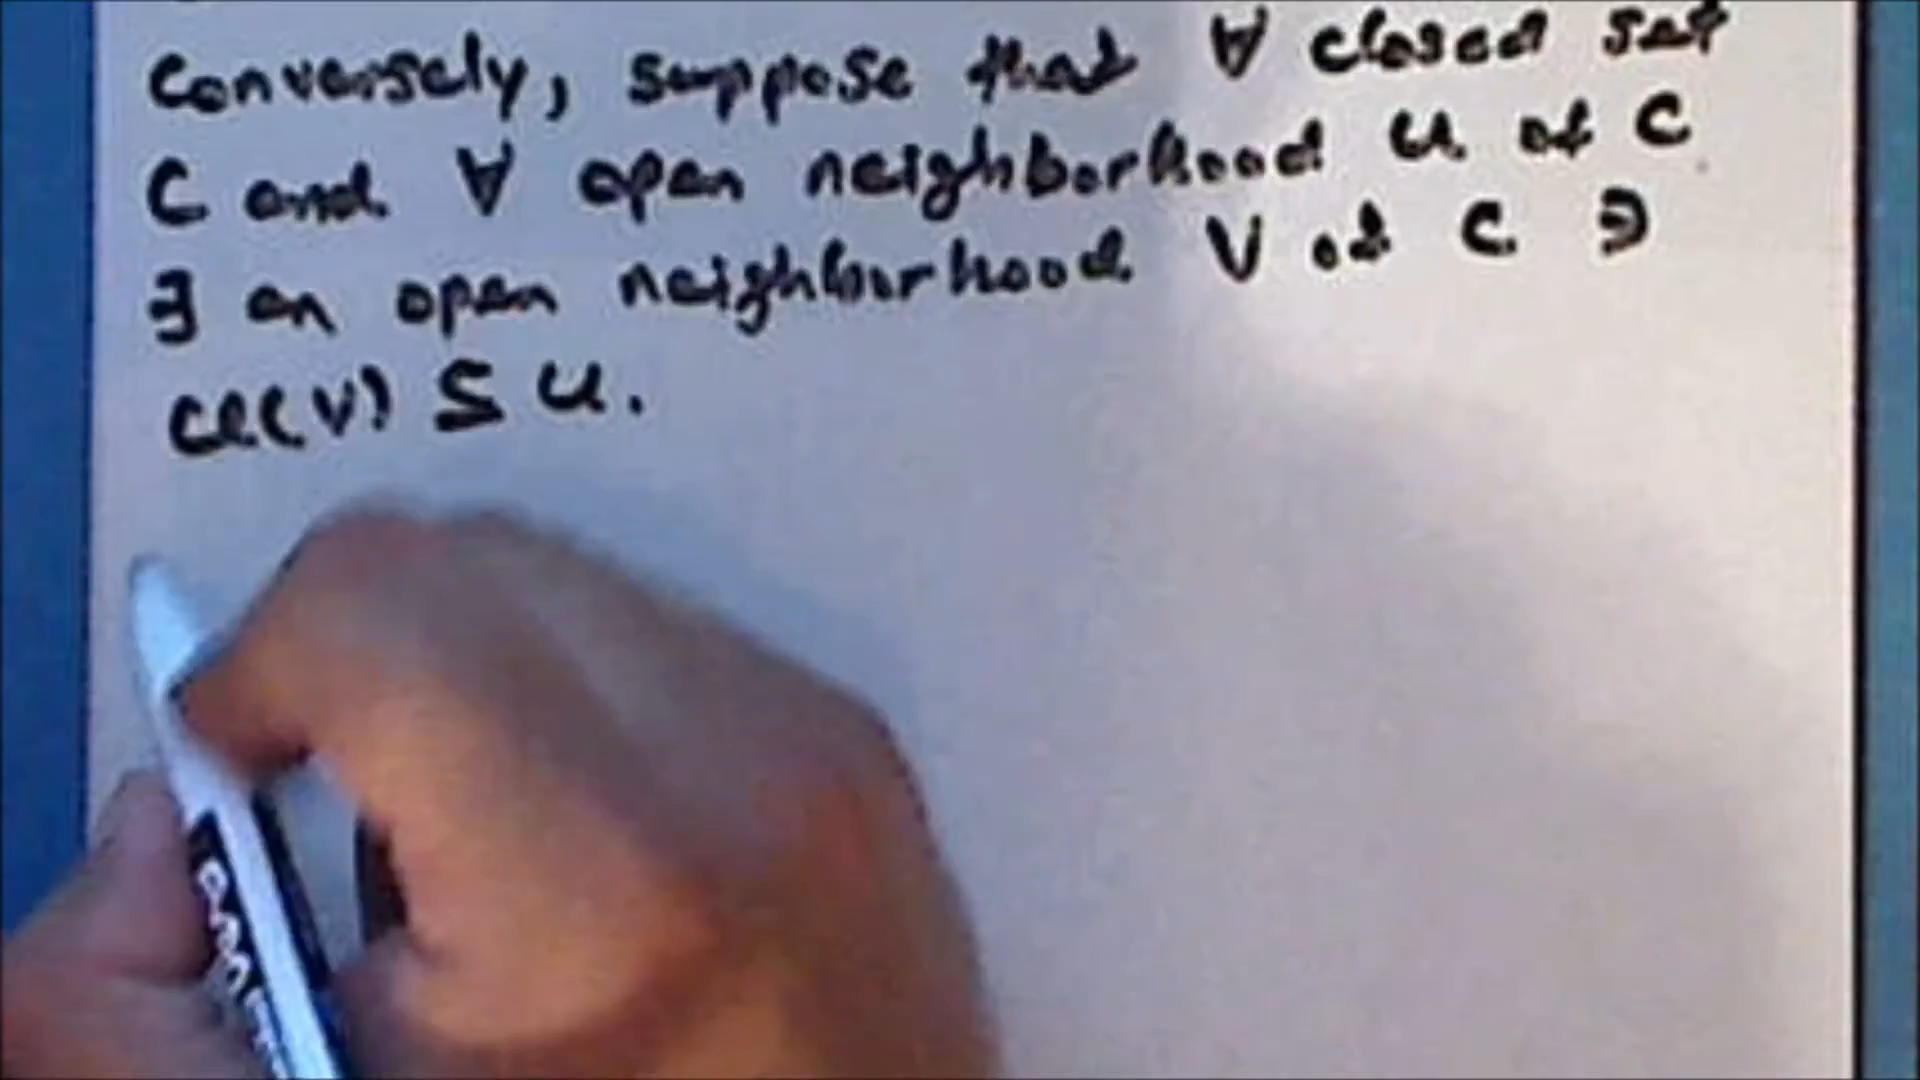 Conversely, suppose that ∀ closed set
C and ∀ open neighborhood U of C
∃ an open neighborhood V of C ∋
Cl(V) ⊆ U.